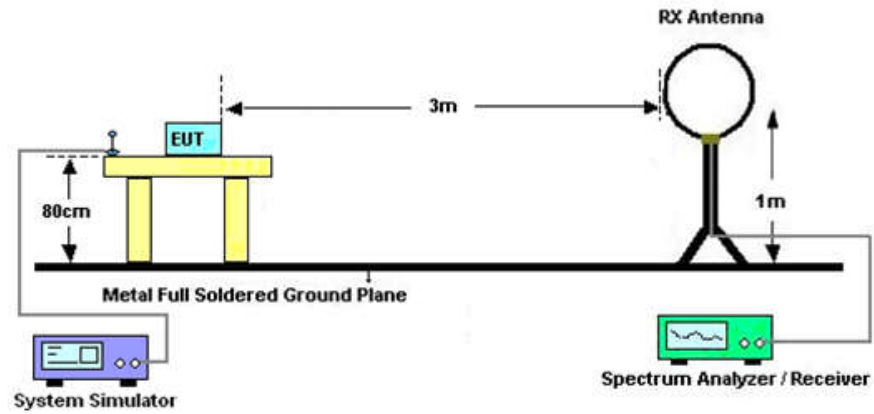 RX Antenna
3m
EUT
80cm
1m
Metal Full Soldered Ground Plane
System Simulator
Spectrum Analyzer / Receiver